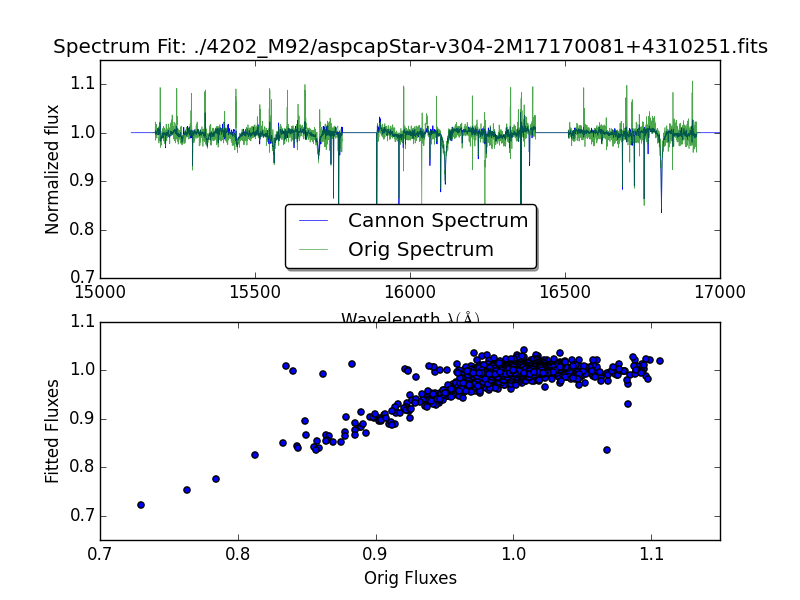 Spectrum Fit: ./4202_M92/aspcapStar-v304-2M17170081+4310251.fits
1.1
1.0
0.9
0.8
0.7
Normalized flux
Cannon Spectrum
Orig Spectrum
15000 15500 16000 16500 17000
Wavelength λ(Å)
1.1
1.0
0.9
0.8
0.7
Fitted Fluxes
0.7 0.8 0.9 1.0 1.1
Orig Fluxes